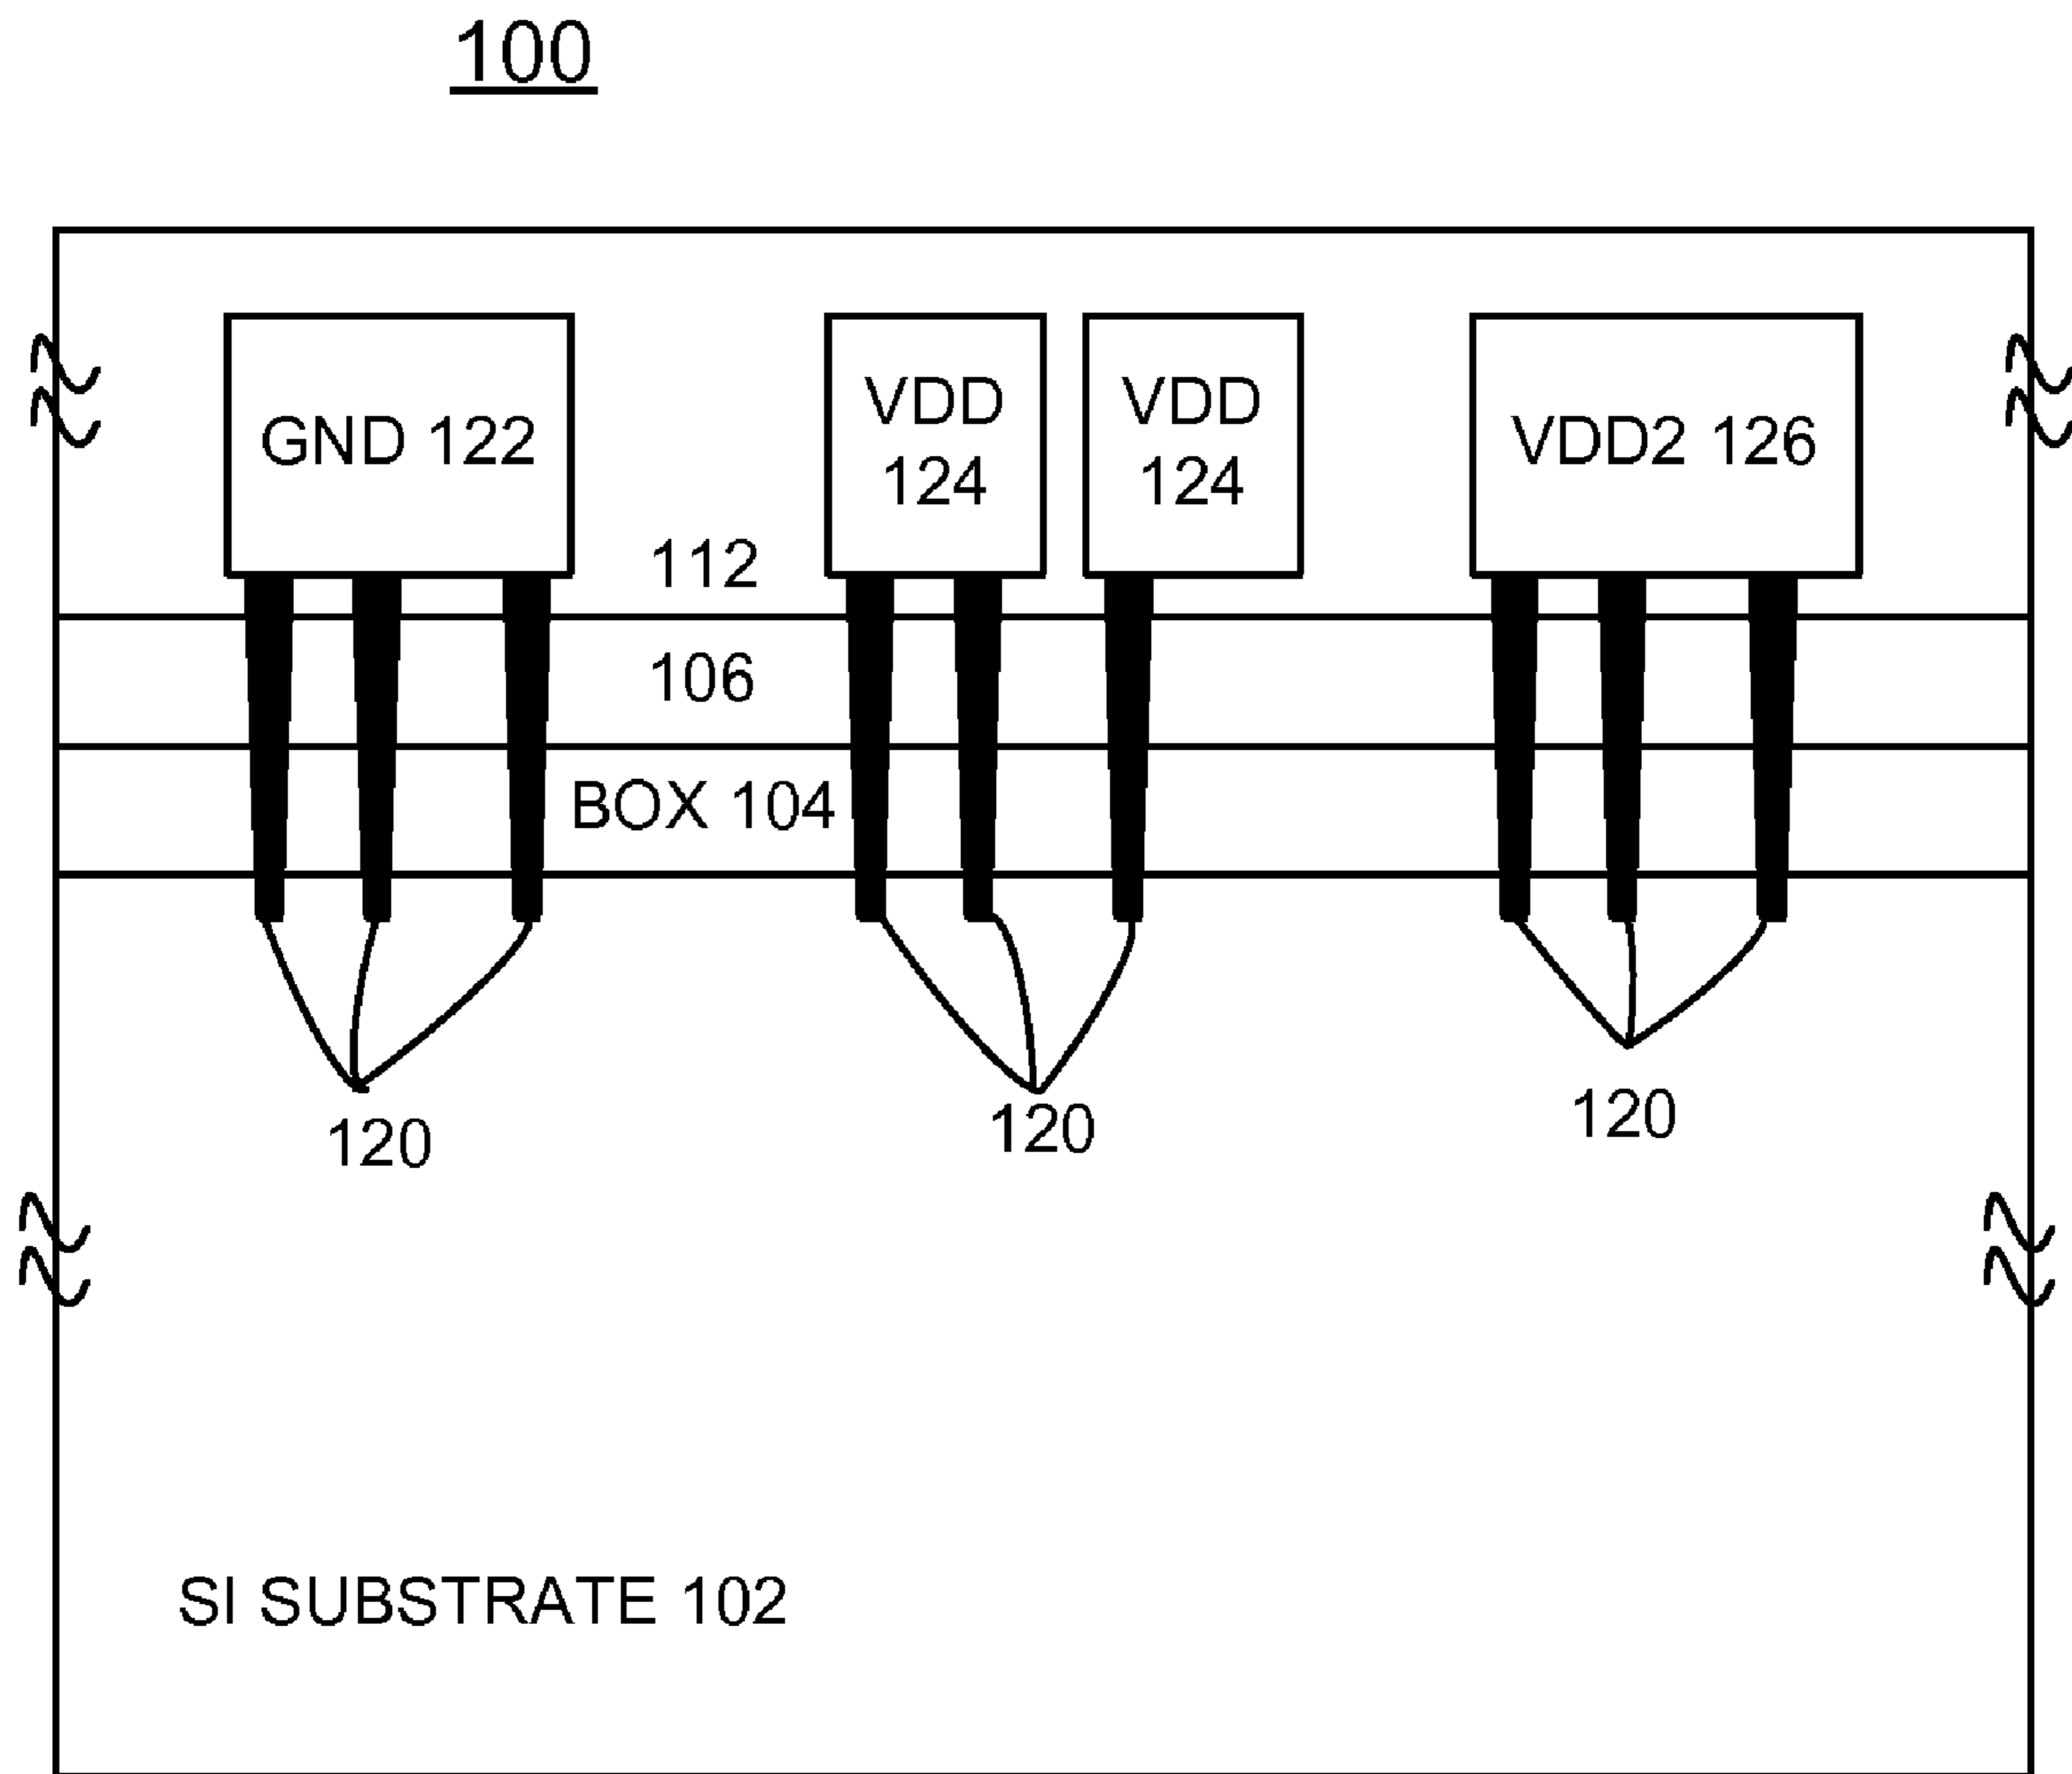 100
GND 122
VDD
124
VDD
124
VDD2 126
112
106
BOX 104
120
120
120
SI SUBSTRATE 102